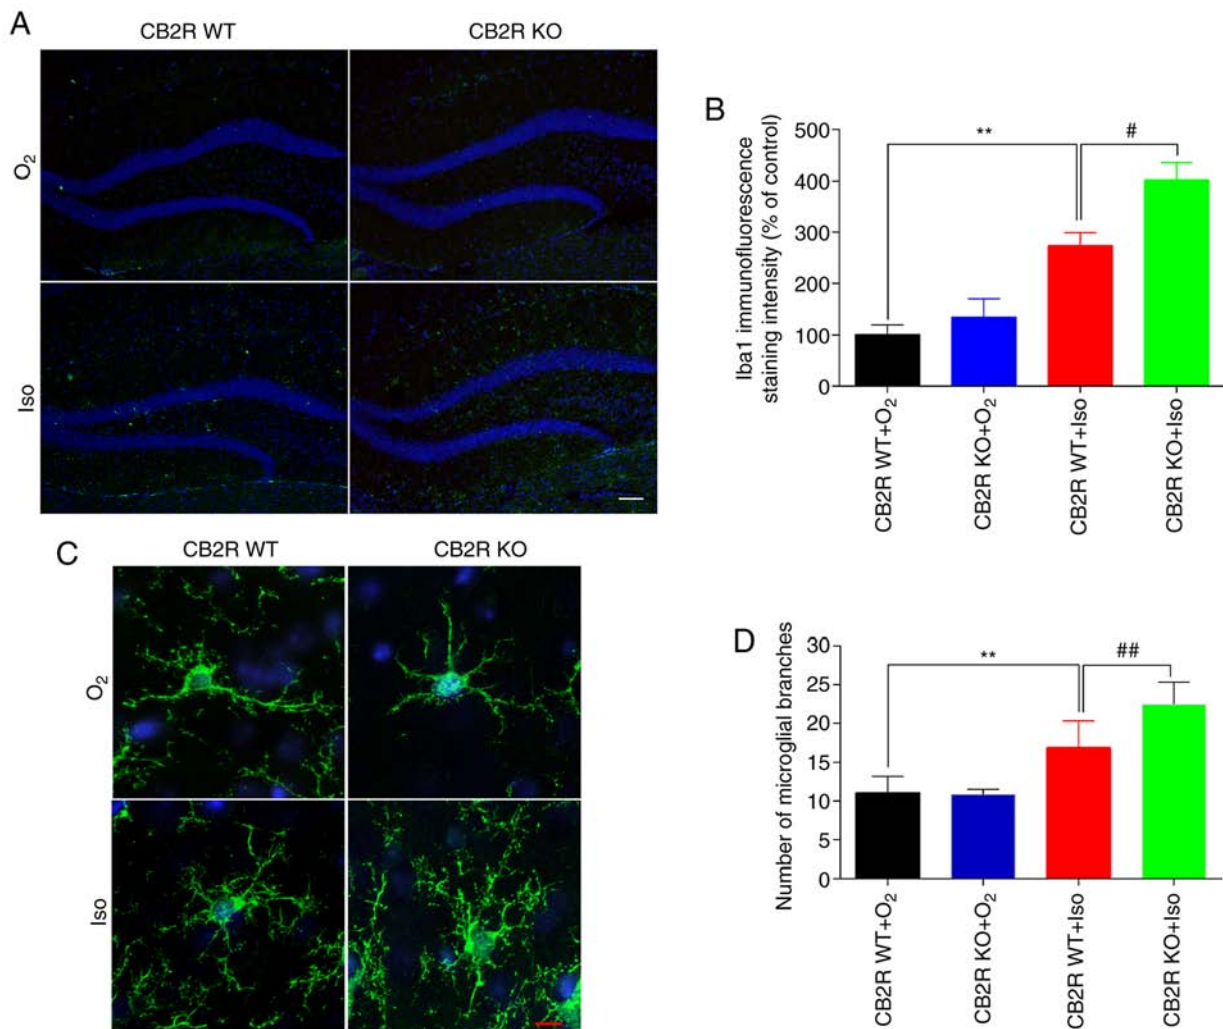 A
CB2R WT
CB2R KO
O₂
Iso
B
Iba1 immunofluorescence
staining intensity (% of control)
500
400
300
200
100
0
**
#
CB2R WT+O₂
CB2R KO+O₂
CB2R WT+Iso
CB2R KO+Iso
C
CB2R WT
CB2R KO
O₂
Iso
D
Number of microglial branches
30
25
20
15
10
5
0
**
##
CB2R WT+O₂
CB2R KO+O₂
CB2R WT+Iso
CB2R KO+Iso